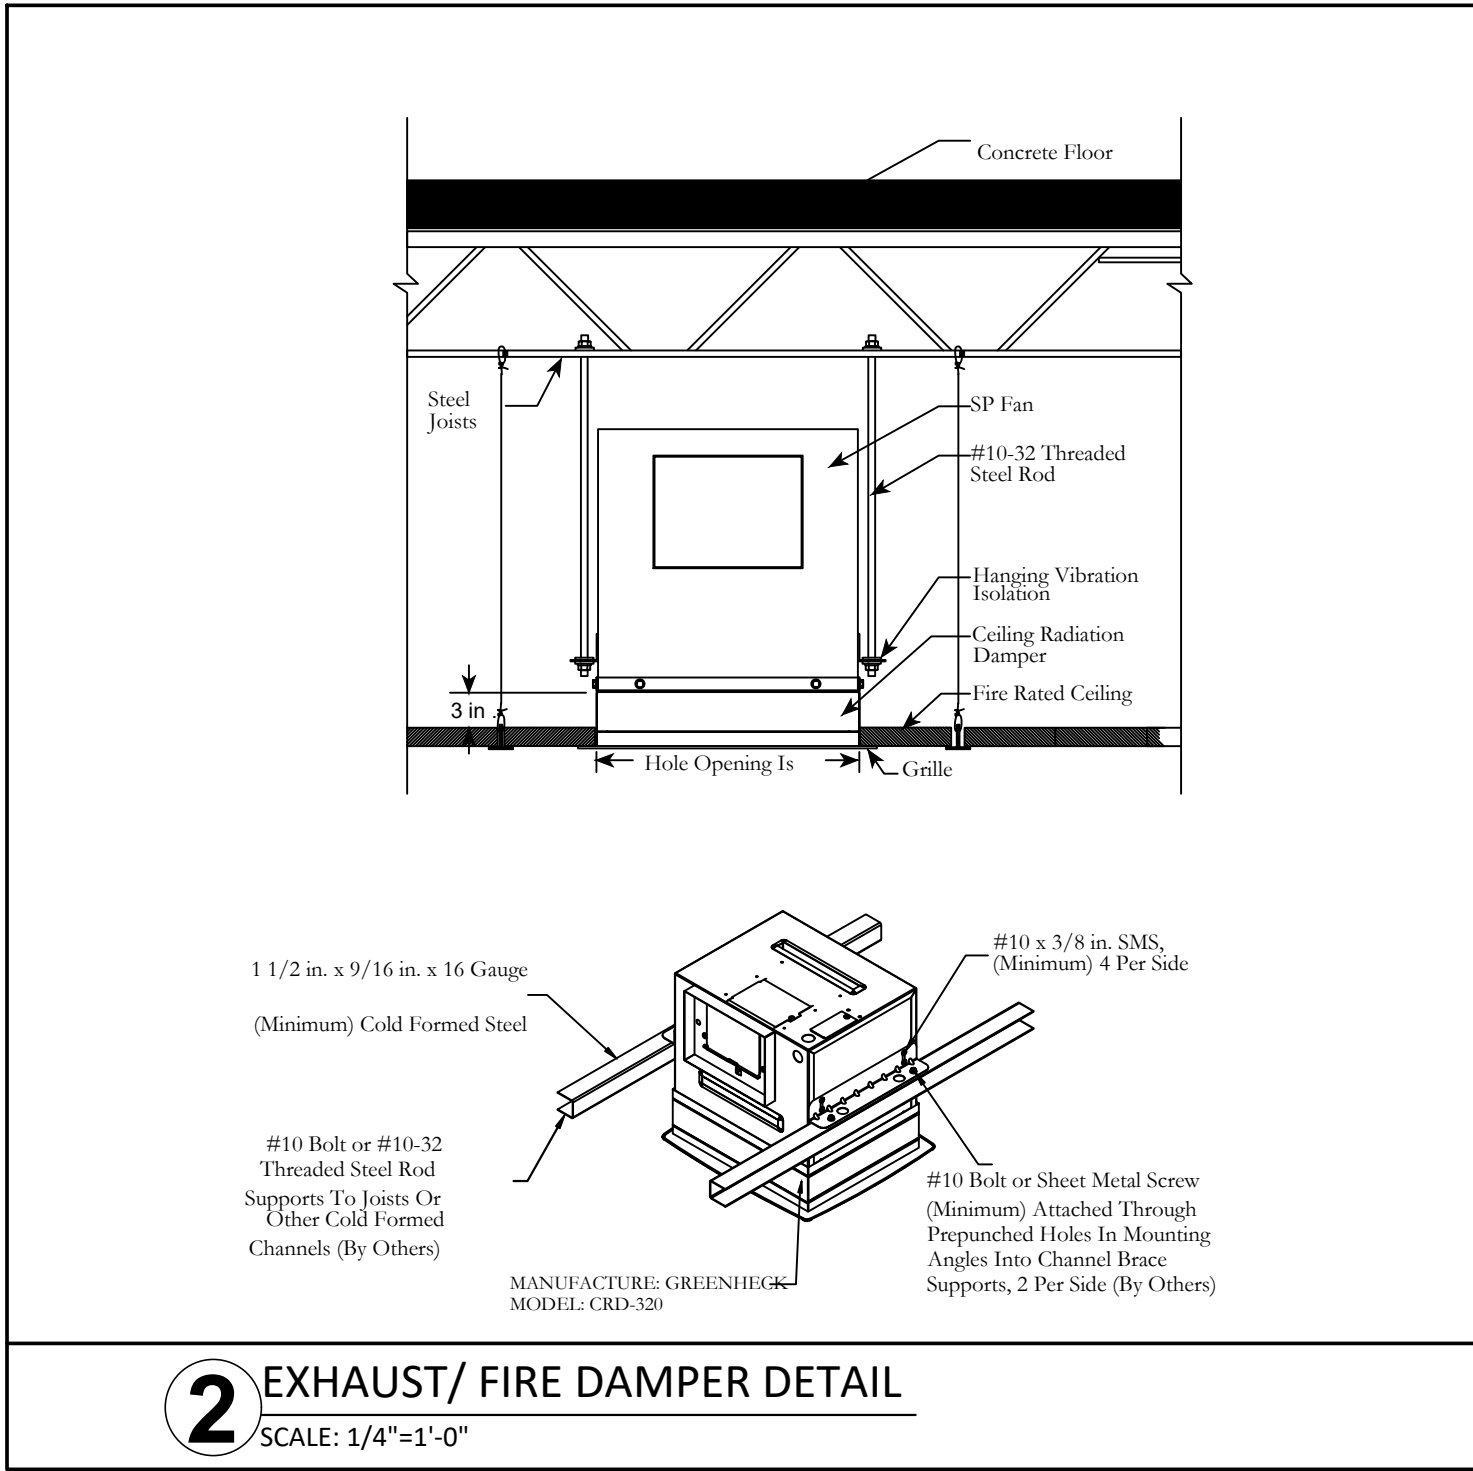 Concrete Floor
Steel
Joists
SP Fan
#10-32 Threaded
Steel Rod
Hanging Vibration
Isolation
Ceiling Radiation
Damper
Fire Rated Ceiling
3 in .
Hole Opening Is
Grille
1 1/2 in. x 9/16 in. x 16 Gauge
(Minimum) Cold Formed Steel
#10 x 3/8 in. SMS,
(Minimum) 4 Per Side
#10 Bolt or #10-32
Threaded Steel Rod
Supports To Joists Or
Other Cold Formed
Channels (By Others)
#10 Bolt or Sheet Metal Screw
(Minimum) Attached Through
Prepunched Holes In Mounting
Angles Into Channel Brace
Supports, 2 Per Side (By Others)
MANUFACTURE: GREENHECK
MODEL: CRD-320
2
EXHAUST/ FIRE DAMPER DETAIL
SCALE: 1/4"=1'-0"